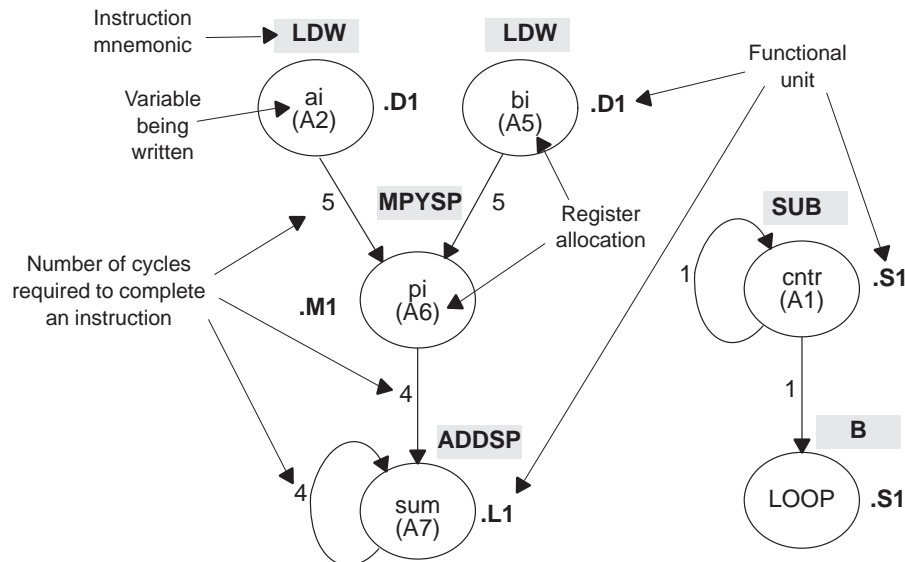 Instruction
mnemonic
LDW
LDW
Functional
unit
Variable
being
written
ai
(A2)
.D1
bi
(A5)
.D1
5
MPYSP
5
Register
allocation
SUB
Number of cycles
required to complete
an instruction
.M1
pi
(A6)
1
cntr
(A1)
.S1
4
1
ADDSP
B
4
sum
(A7)
.L1
LOOP
.S1